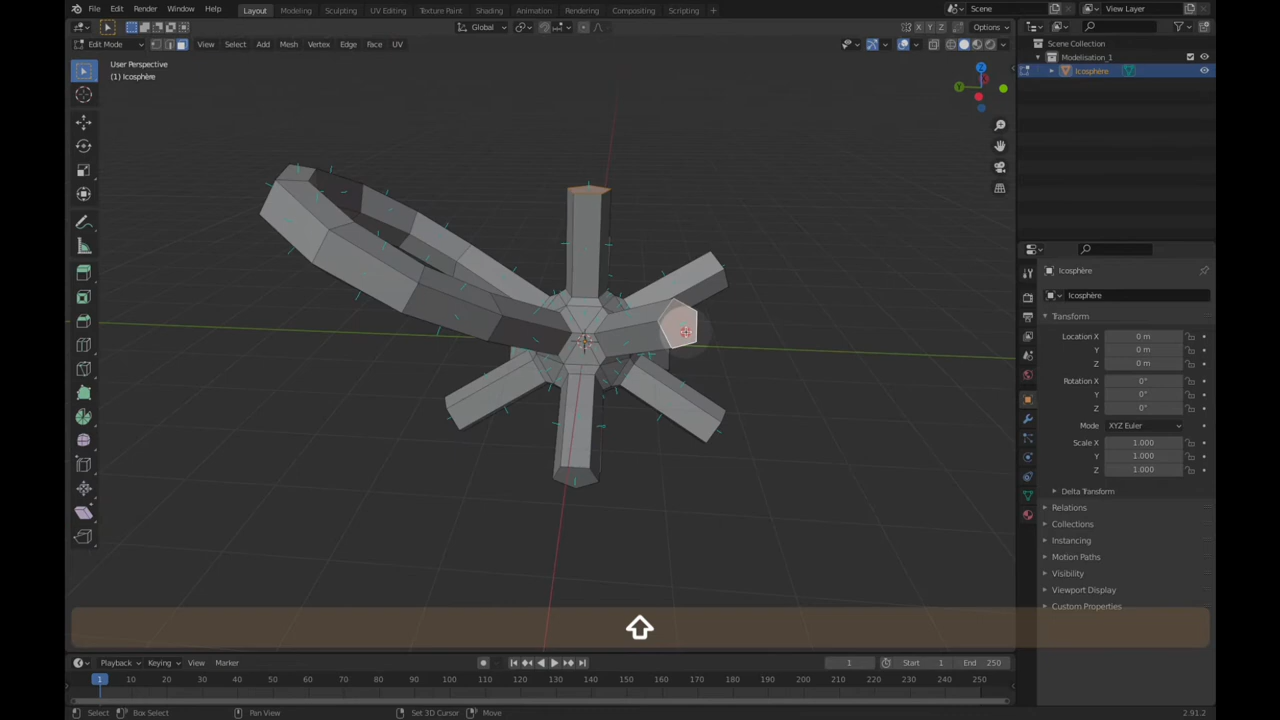 File Edit Render Window Help Layout Modeling Sculpting UV Editing Texture Paint Shading Animation Rendering Compositing Scripting + Scene View Layer
Global Options
X Y Z
Edit Mode View Select Add Mesh Vertex Edge Face UV
Scene Collection
Modelisation_1
Icosphère
User Perspective
(1) Icosphère
Z
Y
Icosphère
Icosphère
Transform
Location X 0 m
Y 0 m
Z 0 m
Rotation X 0°
Y 0°
Z 0°
Mode XYZ Euler
Scale X 1.000
Y 1.000
Z 1.000
Delta Transform
Relations
Collections
Instancing
Motion Paths
Visibility
Viewport Display
Custom Properties
Playback Keying View Marker 1 Start 1 End 250
1 10 20 30 40 50 60 70 80 90 100 110 120 130 140 150 160 170 180 190 200 210 220 230 240 250
Select Box Select Pan View Set 3D Cursor Move 2.91.2